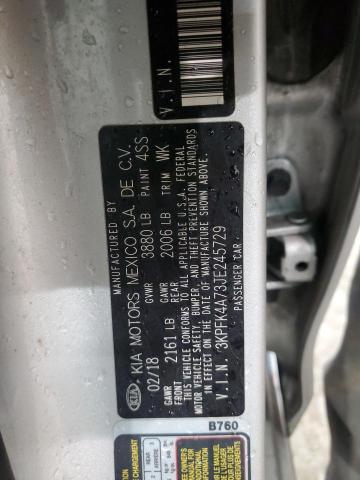 V.I.N.
MANUFACTURED BY
KIA KIA MOTORS MEXICO S.A. DE C.V.
02/18 GVWR 3880 LB PAINT 4SS
GAWR FRONT 2161 LB GAWR REAR 2006 LB TRIM WK
THIS VEHICLE CONFORMS TO ALL APPLICABLE U.S.A. FEDERAL
MOTOR VEHICLE SAFETY, BUMPER, AND THEFT PREVENTION STANDARDS
IN EFFECT ON THE DATE OF MANUFACTURE SHOWN ABOVE.
V.I.N. 3KPFK4A73JE245729
PASSENGER CAR
B760
REAR